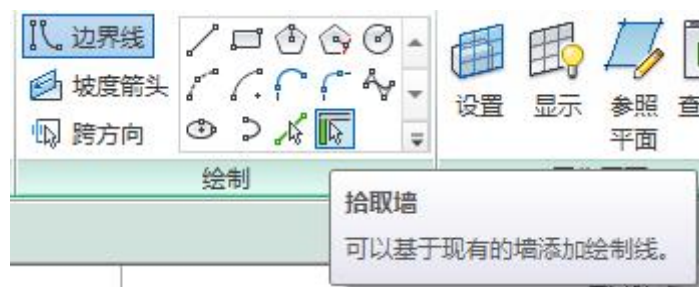 边界线
坡度箭头
跨方向
绘制
设置
显示
参照
平面
拾取墙
可以基于现有的墙添加绘制线。